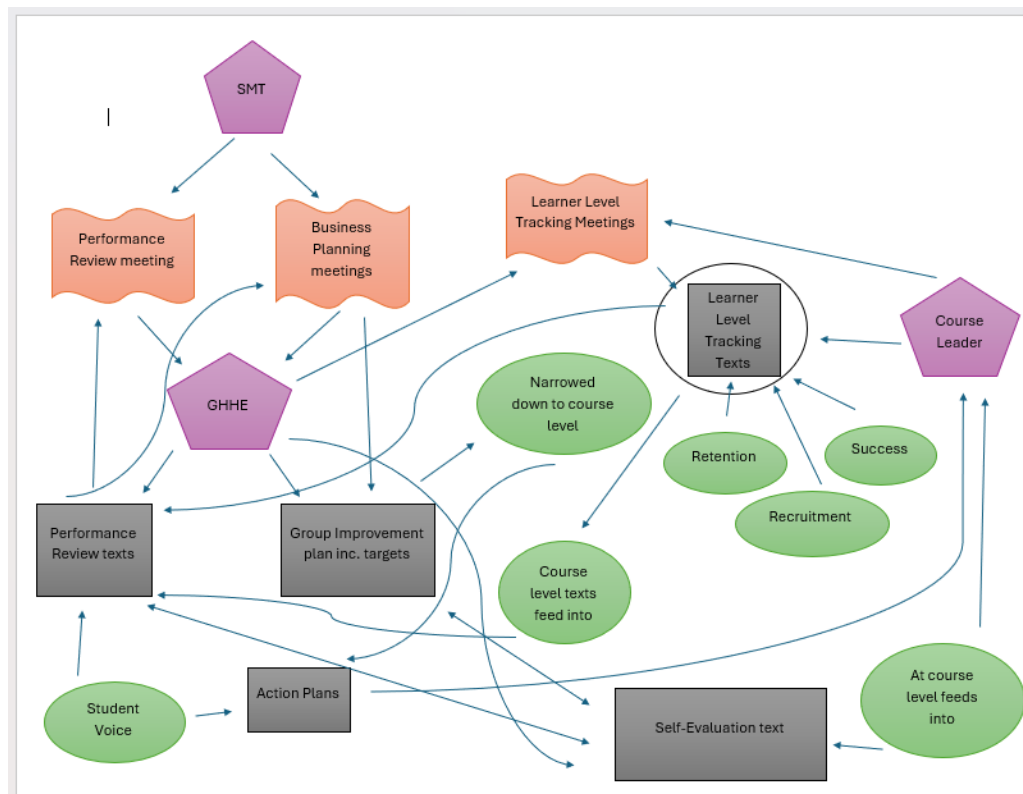 SMT
Performance
Review meeting
Business
Planning
meetings
Learner Level
Tracking Meetings
Learner
Level
Tracking
Texts
Course
Leader
GHHE
Narrowed
down to course
level
Retention
Success
Recruitment
Performance
Review texts
Group Improvement
plan inc. targets
Course
level texts
feed into
Student
Voice
Action Plans
Self-Evaluation text
At course
level feeds
into